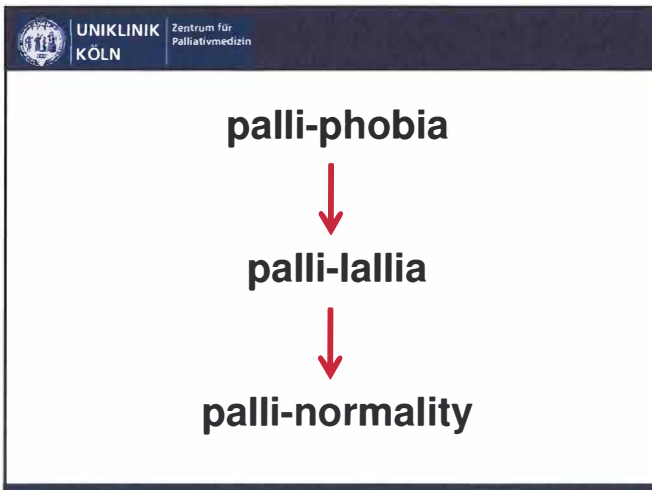 UNIKLINIK
KÖLN
Zentrum für
Palliativmedizin
palli-phobia
palli-lallia
palli-normality